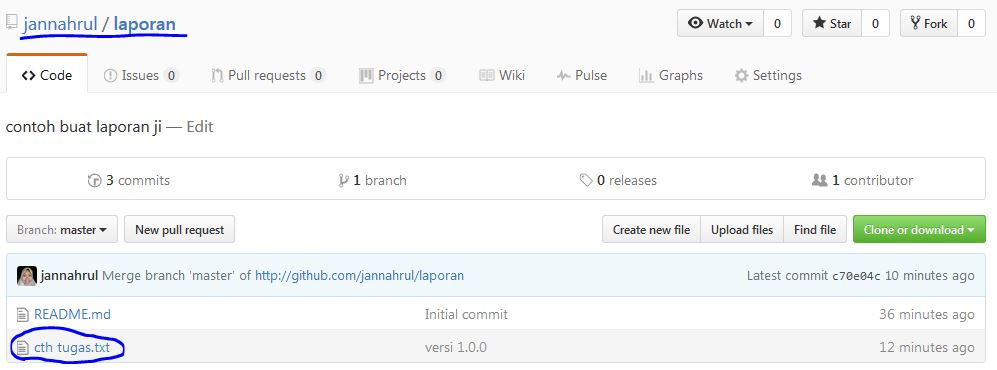 jannahrul / laporan
Watch 0 Star 0 Fork 0
Code Issues 0 Pull requests 0 Projects 0 Wiki Pulse Graphs Settings
contoh buat laporan ji — Edit
3 commits 1 branch 0 releases 1 contributor
Branch: master New pull request Create new file Upload files Find file Clone or download
jannahrul Merge branch 'master' of http://github.com/jannahrul/laporan Latest commit c70e04c 10 minutes ago
README.md Initial commit 36 minutes ago
cth tugas.txt versi 1.0.0 12 minutes ago